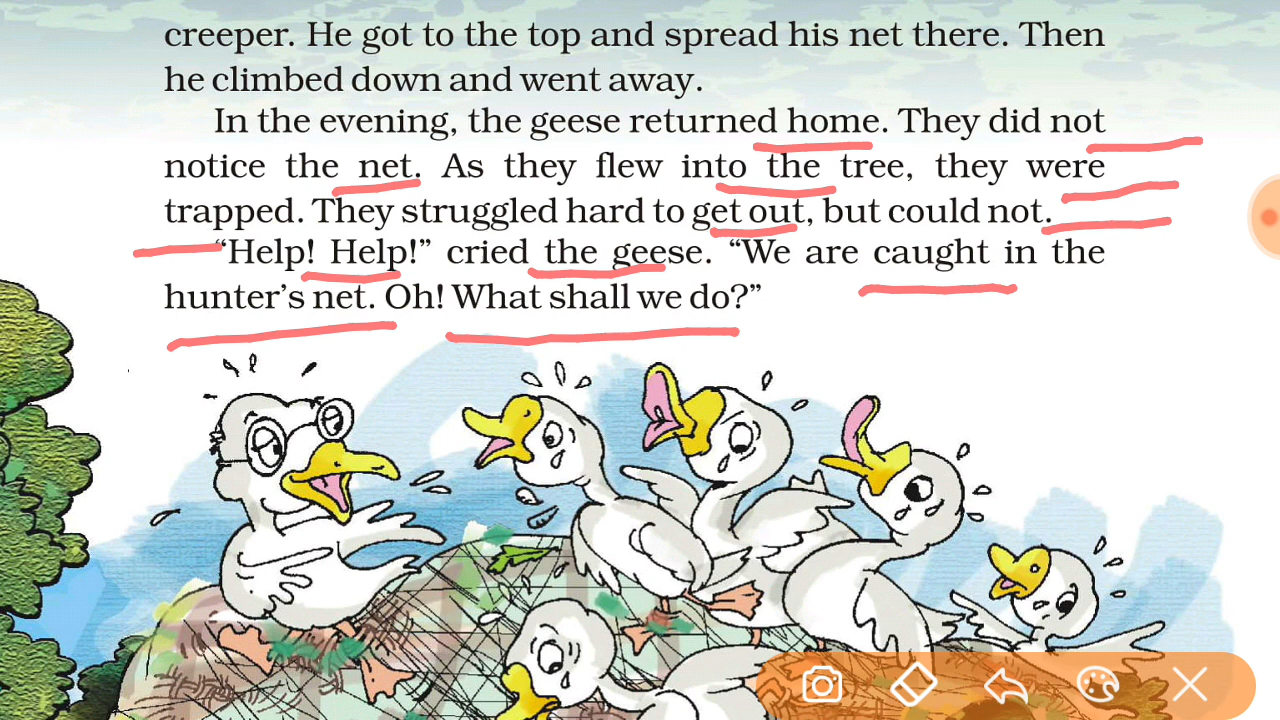 creeper. He got to the top and spread his net there. Then
he climbed down and went away.
In the evening, the geese returned home. They did not
notice the net. As they flew into the tree, they were
trapped. They struggled hard to get out, but could not.
“Help! Help!” cried the geese. “We are caught in the
hunter’s net. Oh! What shall we do?”